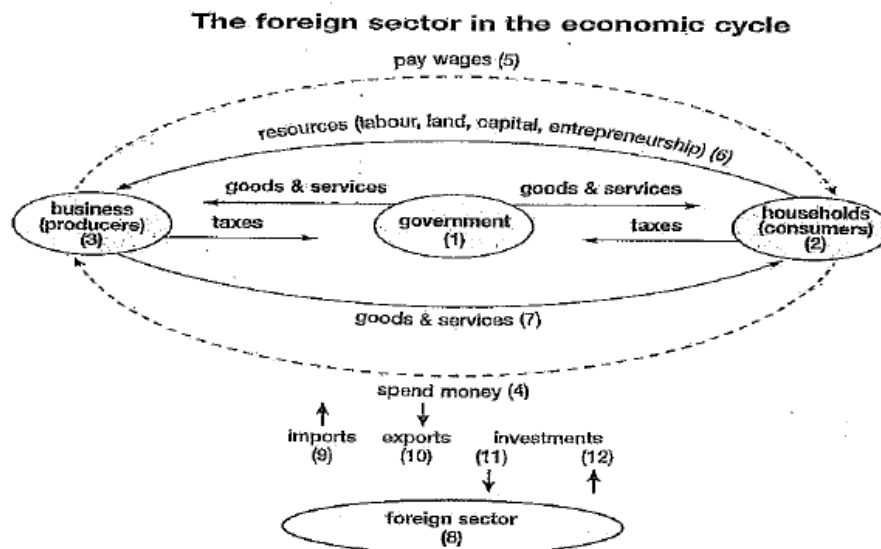 The foreign sector in the economic cycle
pay wages (5)
resources (labour, land, capital, entrepreneurship) (6)
goods & services
goods & services
business
(producers)
(3)
government
(1)
households
(consumers)
(2)
taxes
taxes
goods & services (7)
spend money (4)
imports
(9)
exports
(10)
investments
(11)
(12)
foreign sector
(8)